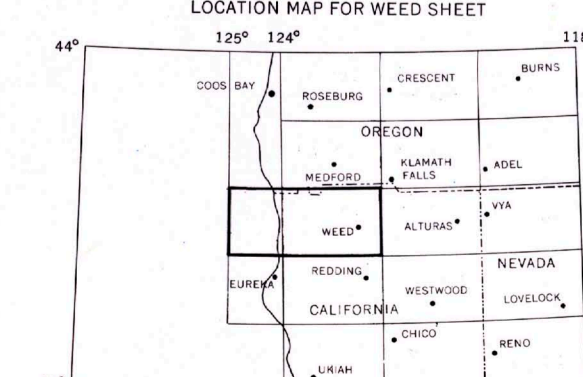 LOCATION MAP FOR WEED SHEET
125° 124° 118
44°
COOS BAY
ROSEBURG
CRESCENT
BURNS
OREGON
MEDFORD
KLAMATH
FALLS
ADEL
WEED
ALTURAS
VYA
EUREKA
REDDING
WESTWOOD
NEVADA
LOVELOCK
CALIFORNIA
CHICO
RENO
UKIAH